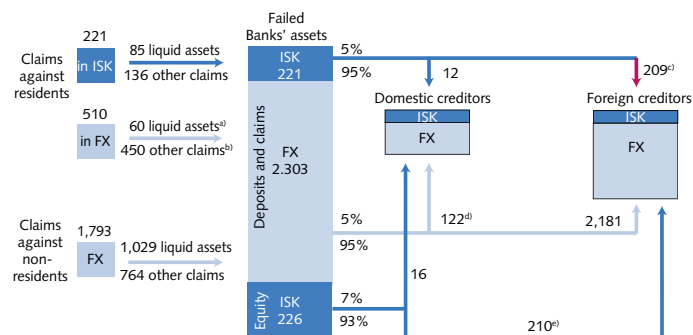 Failed
Banks' assets
221
Claims
against
residents
in ISK
85 liquid assets
136 other claims
ISK
221
5%
95%
12
209c)
510
in FX
60 liquid assetsa)
450 other claimsb)
Domestic creditors
ISK
FX
Foreign creditors
ISK
FX
Deposits and claims
FX
2.303
Claims
against
non-
residents
1,793
FX
1,029 liquid assets
764 other claims
5%
95%
122d)
2,181
16
Equity
ISK
226
7%
93%
210e)